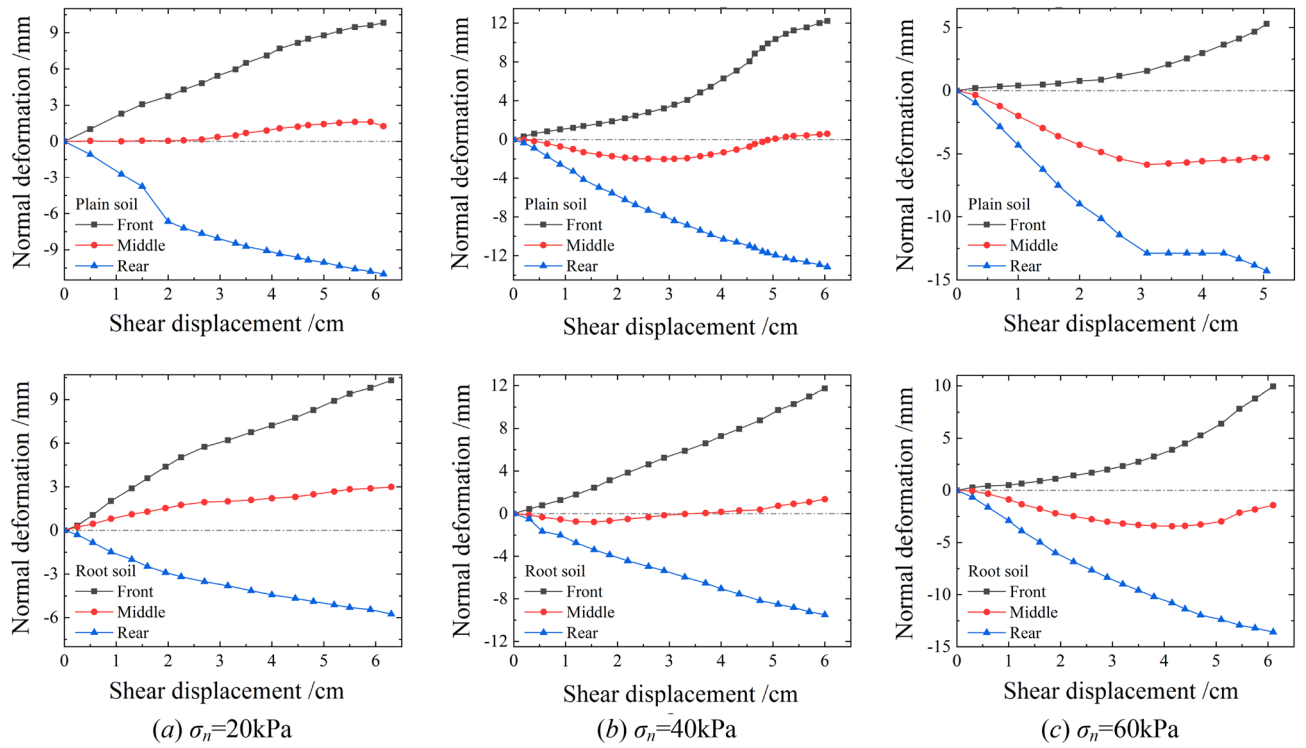 9
6
3
0
-3
-6
-9
Normal deformation /mm
Plain soil
Front
Middle
Rear
0 1 2 3 4 5 6
Shear displacement /cm
12
8
4
0
-4
-8
-12
Normal deformation /mm
Plain soil
Front
Middle
Rear
0 1 2 3 4 5 6
Shear displacement /cm
5
0
-5
-10
-15
Normal deformation /mm
Plain soil
Front
Middle
Rear
0 1 2 3 4 5
Shear displacement /cm
9
6
3
0
-3
-6
Normal deformation /mm
Root soil
Front
Middle
Rear
0 1 2 3 4 5 6
Shear displacement /cm
(a) σn=20kPa
12
8
4
0
-4
-8
-12
Normal deformation /mm
Root soil
Front
Middle
Rear
0 1 2 3 4 5 6
Shear displacement /cm
(b) σn=40kPa
10
5
0
-5
-10
-15
Normal deformation /mm
Root soil
Front
Middle
Rear
0 1 2 3 4 5 6
Shear displacement /cm
(c) σn=60kPa